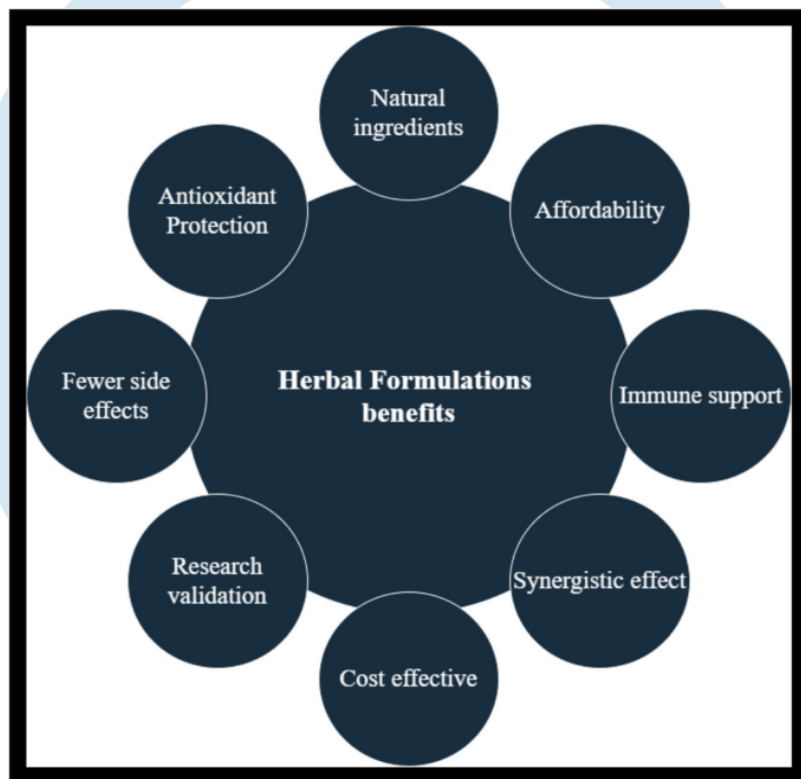 Natural
ingredients
Affordability
Immune support
Synergistic effect
Cost effective
Research
validation
Fewer side
effects
Antioxidant
Protection
Herbal Formulations
benefits